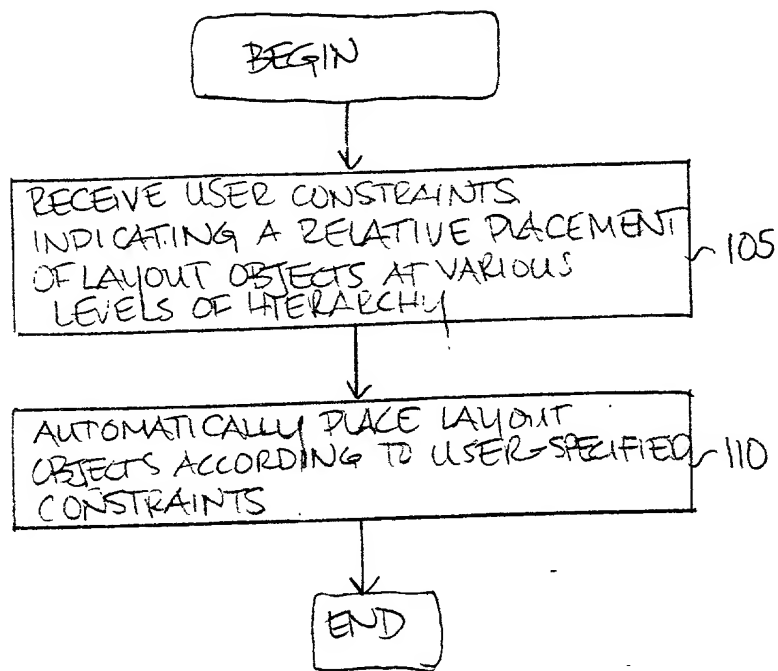 BEGIN
RECEIVE USER CONSTRAINTS
INDICATING A RELATIVE PLACEMENT
OF LAYOUT OBJECTS AT VARIOUS
LEVELS OF HIERARCHY
105
AUTOMATICALLY PLACE LAYOUT
OBJECTS ACCORDING TO USER-SPECIFIED
CONSTRAINTS
110
END